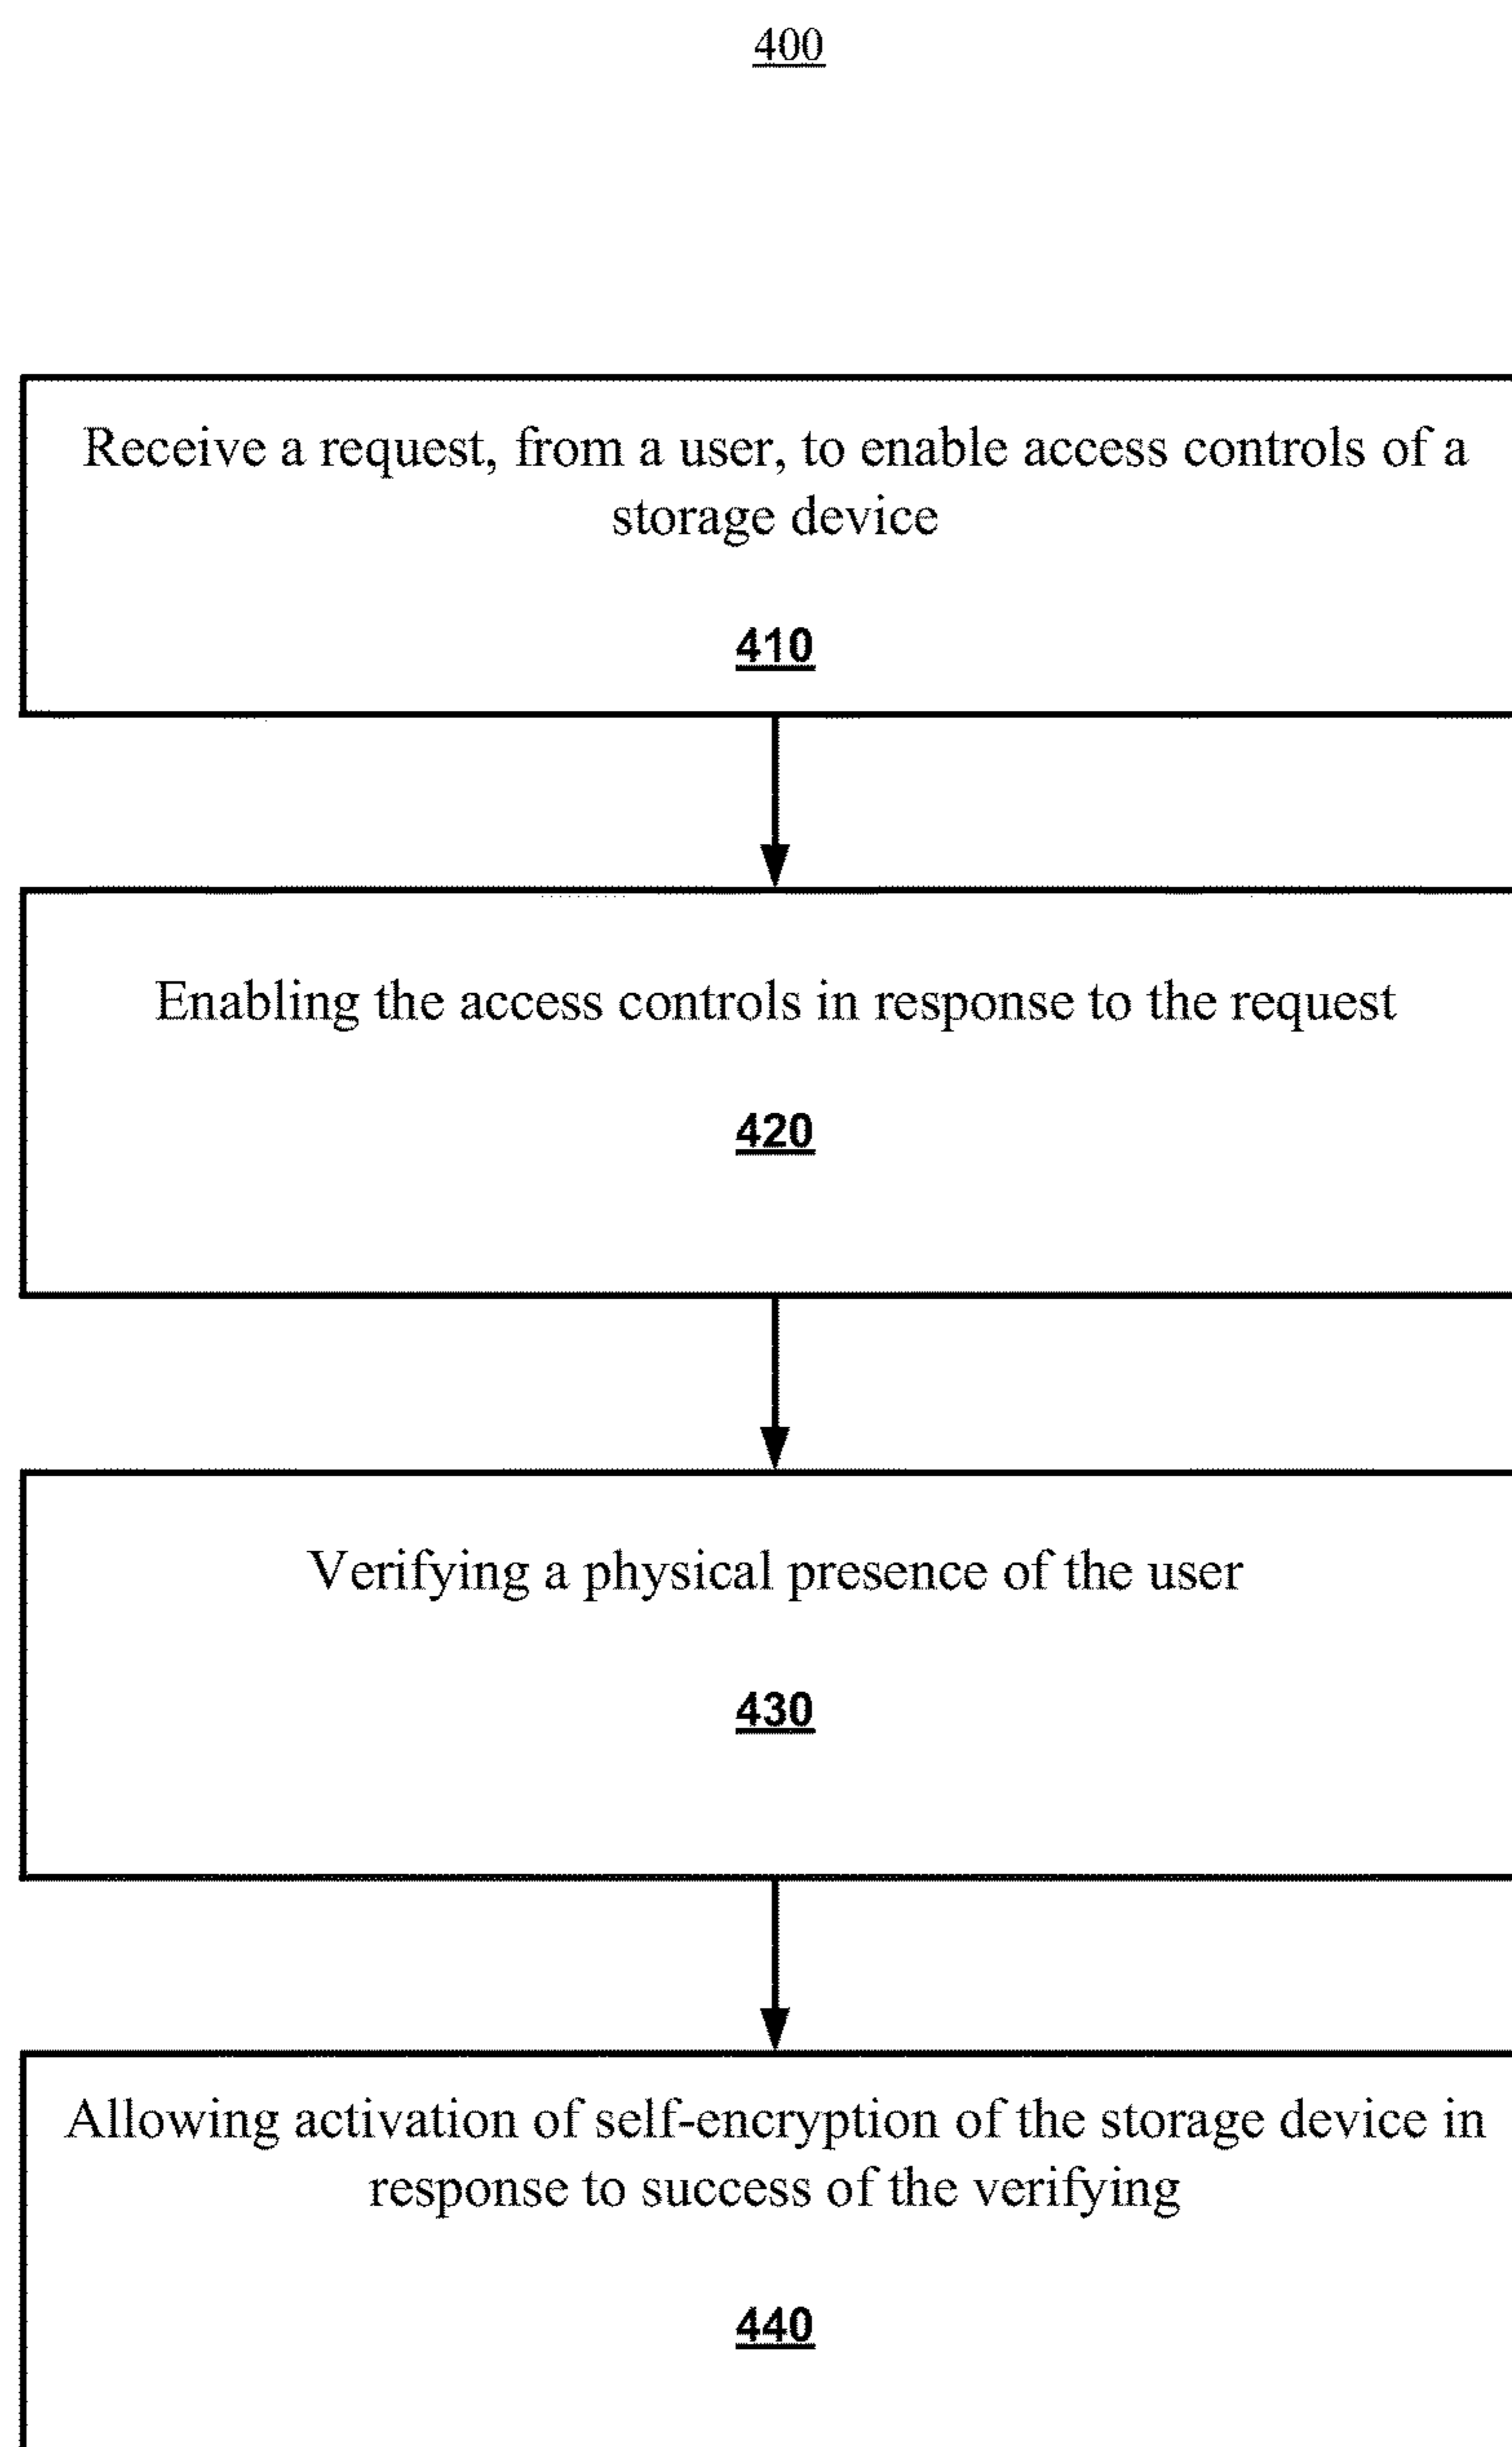 400
Receive a request, from a user, to enable access controls of a
storage device
410
Enabling the access controls in response to the request
420
Verifying a physical presence of the user
430
Allowing activation of self-encryption of the storage device in
response to success of the verifying
440